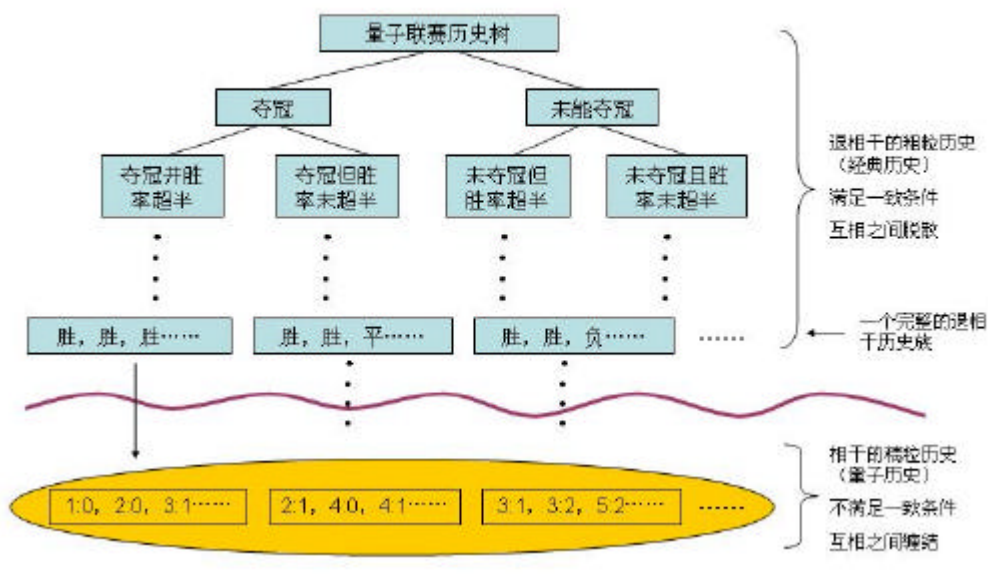 量子联赛历史树
夺冠
未能夺冠
夺冠并胜
率超半
夺冠但胜
率未超半
未夺冠但
胜率超半
未夺冠且胜
率未超半
退相干的粗粒历史
（经典历史）
满足一致条件
互相之间脱散
胜，胜，胜……
胜，胜，平……
胜，胜，负……
……
一个完整的退相
干历史族
1:0，2:0，3:1……
2:1，4:0，4:1……
3:1，3:2，5:2……
……
相干的精粒历史
（量子历史）
不满足一致条件
互相之间缠结